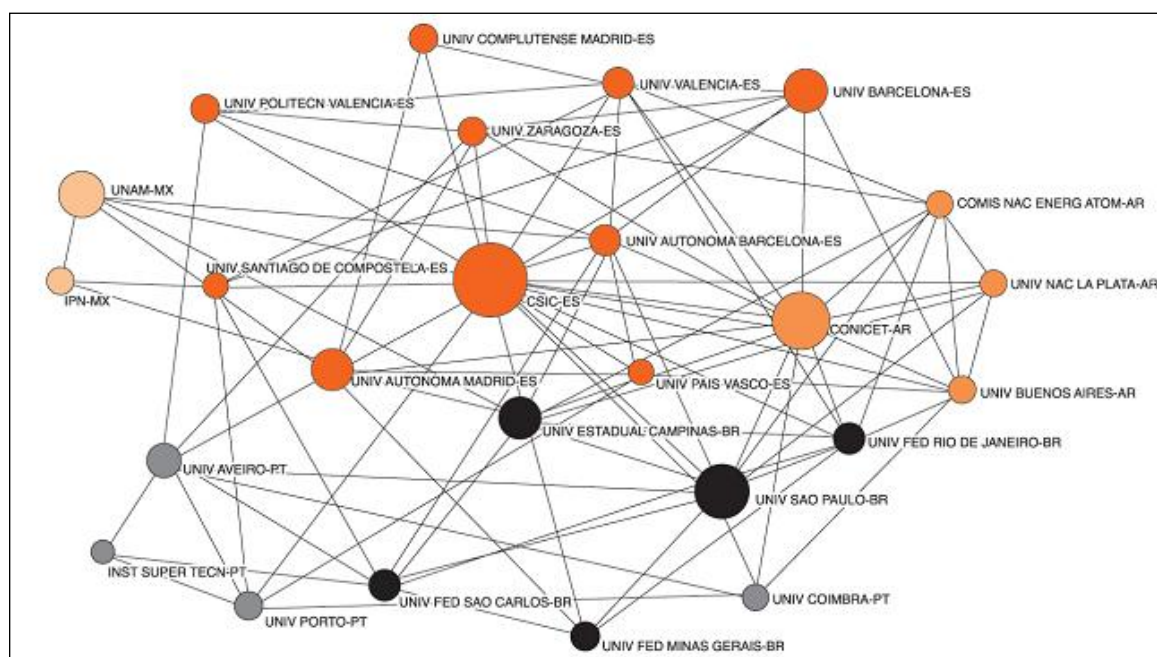 UNIV COMPLUTENSE MADRID-ES
UNIV VALENCIA-ES
UNIV BARCELONA-ES
UNIV POLITECN VALENCIA-ES
UNIV ZARAGOZA-ES
UNAM-MX
COMIS NAC ENERG ATOM-AR
UNIV AUTONOMA BARCELONA-ES
UNIV SANTIAGO DE COMPOSTELA-ES
IPN-MX
CSIC-ES
UNIV NAC LA PLATA-AR
CONICET-AR
UNIV AUTONOMA MADRID-ES
UNIV PAIS VASCO-ES
UNIV BUENOS AIRES-AR
UNIV ESTADUAL CAMPINAS-BR
UNIV FED RIO DE JANEIRO-BR
UNIV AVEIRO-PT
UNIV SAO PAULO-BR
INST SUPER TECN-PT
UNIV FED SAO CARLOS-BR
UNIV COIMBRA-PT
UNIV PORTO-PT
UNIV FED MINAS GERAIS-BR